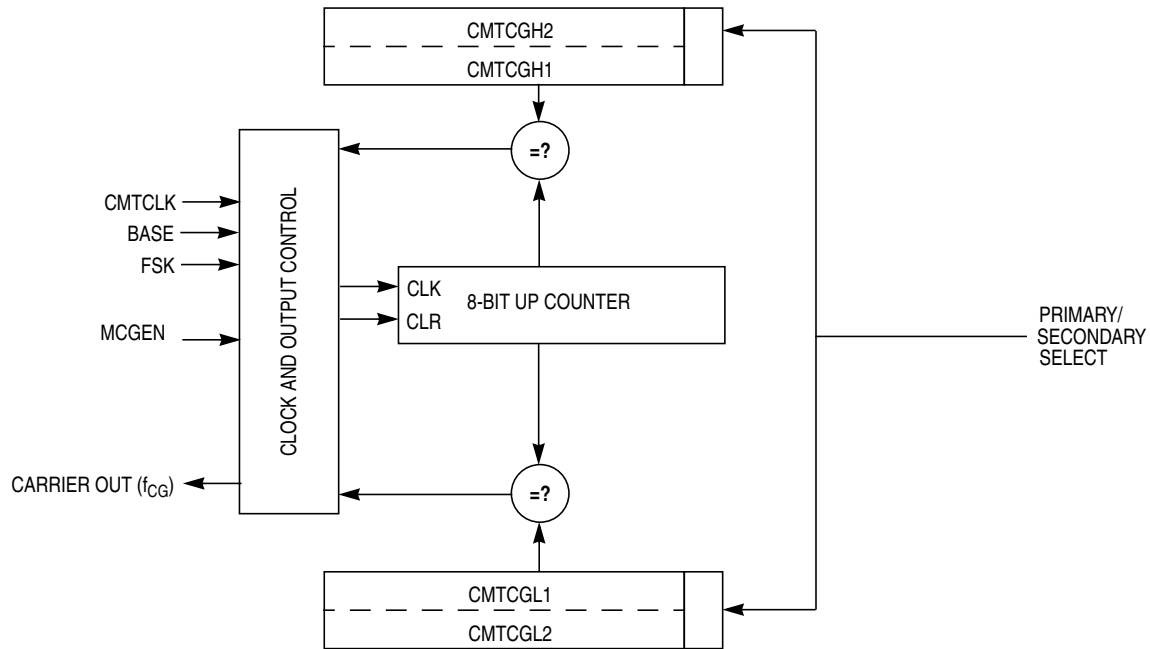 CMTCGH2
CMTCGH1
=?
CMTCLK
BASE
FSK
MCGEN
CLOCK AND OUTPUT CONTROL
CLK
CLR
8-BIT UP COUNTER
PRIMARY/
SECONDARY
SELECT
CARRIER OUT (fCG)
=?
CMTCGL1
CMTCGL2